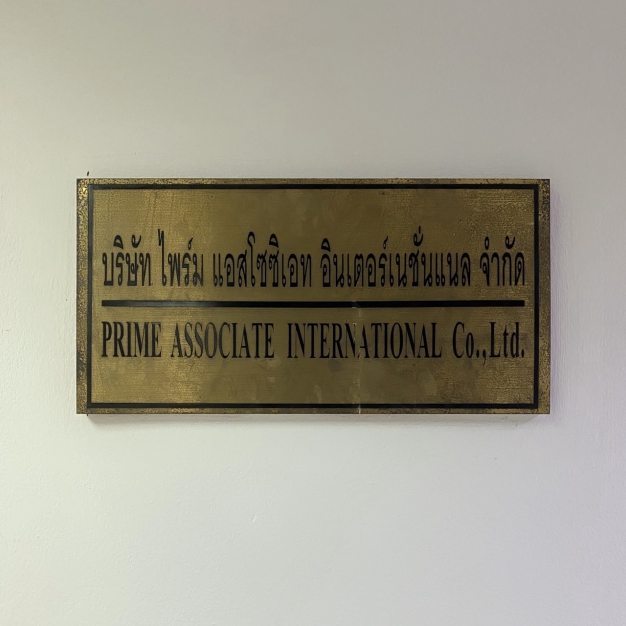 บริษัท ไพร์ม แอสโซซิเอท อินเตอร์เนชั่นแนล จำกัด
PRIME ASSOCIATE INTERNATIONAL Co.,Ltd.